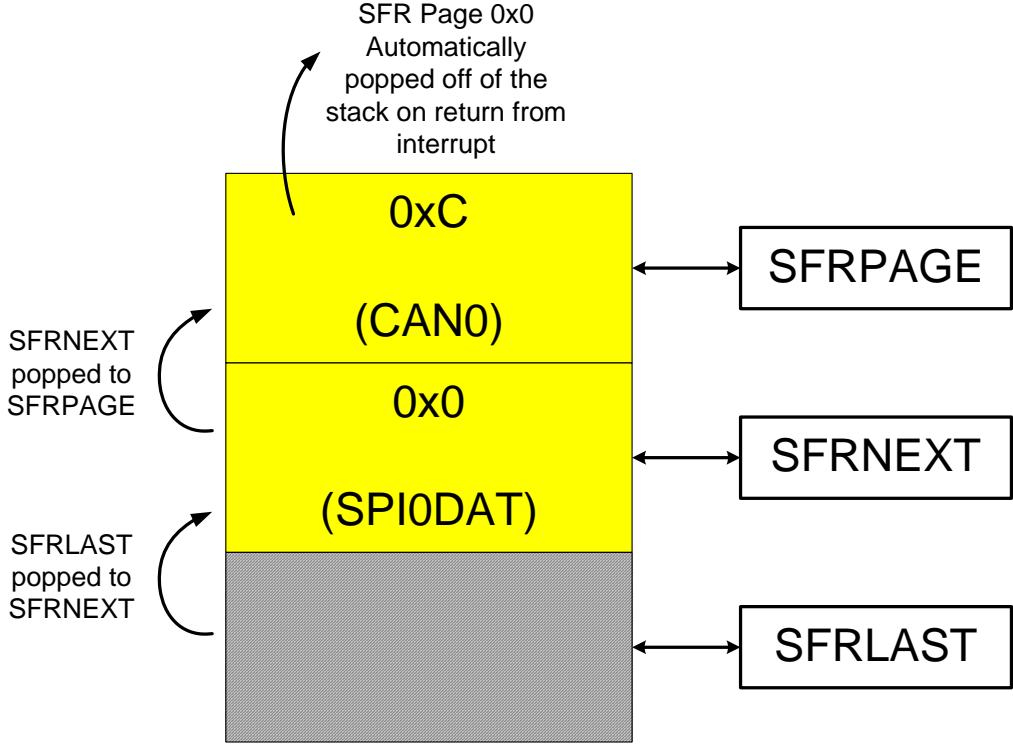 SFR Page 0x0
Automatically
popped off of the
stack on return from
interrupt
0xC
(CAN0)
SFRPAGE
SFRNEXT
popped to
SFRPAGE
0x0
(SPI0DAT)
SFRNEXT
SFRLAST
popped to
SFRNEXT
SFRLAST